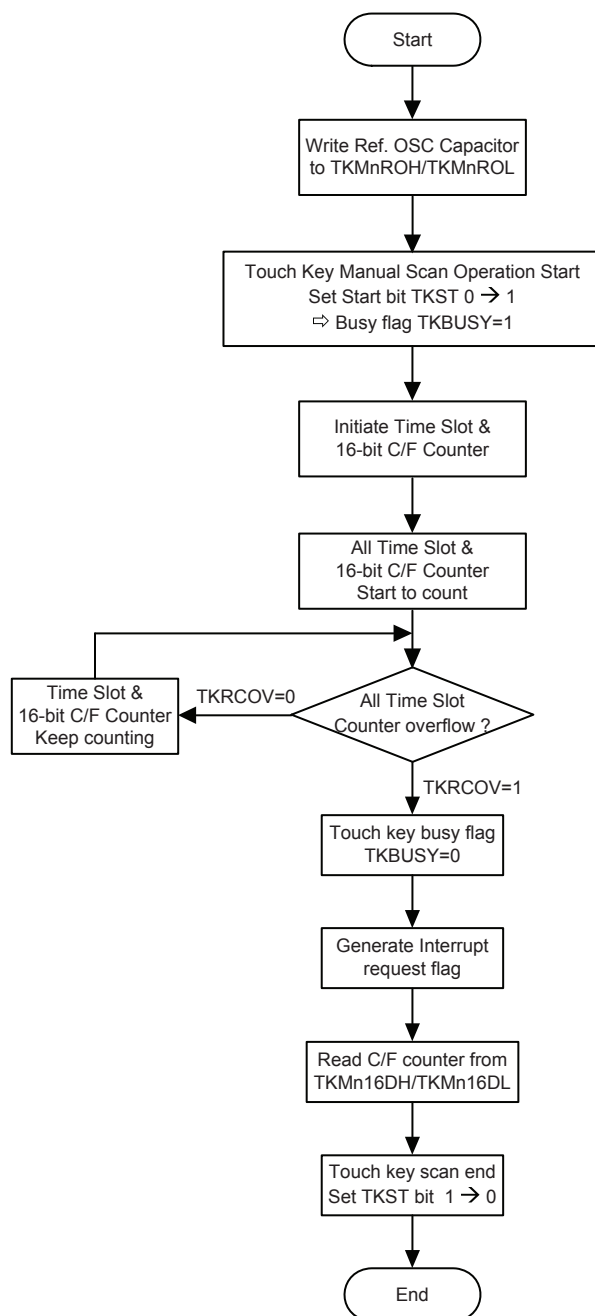 Start
Write Ref. OSC Capacitor
to TKMnROH/TKMnROL
Touch Key Manual Scan Operation Start
Set Start bit TKST 0 → 1
⇨ Busy flag TKBUSY=1
Initiate Time Slot &
16-bit C/F Counter
All Time Slot &
16-bit C/F Counter
Start to count
All Time Slot
Counter overflow ?
TKRCOV=0
Time Slot &
16-bit C/F Counter
Keep counting
TKRCOV=1
Touch key busy flag
TKBUSY=0
Generate Interrupt
request flag
Read C/F counter from
TKMn16DH/TKMn16DL
Touch key scan end
Set TKST bit 1 → 0
End